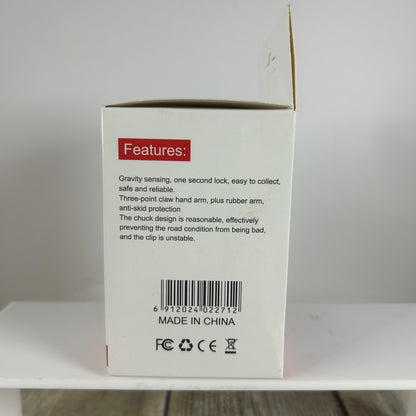 Features:
Gravity sensing, one second lock, easy to collect,
safe and reliable.
Three-point claw hand arm, plus rubber arm,
anti-skid protection
The chuck design is reasonable, effectively
preventing the road condition from being bad,
and the clip is unstable.
6 912024 022712
MADE IN CHINA
FC CE